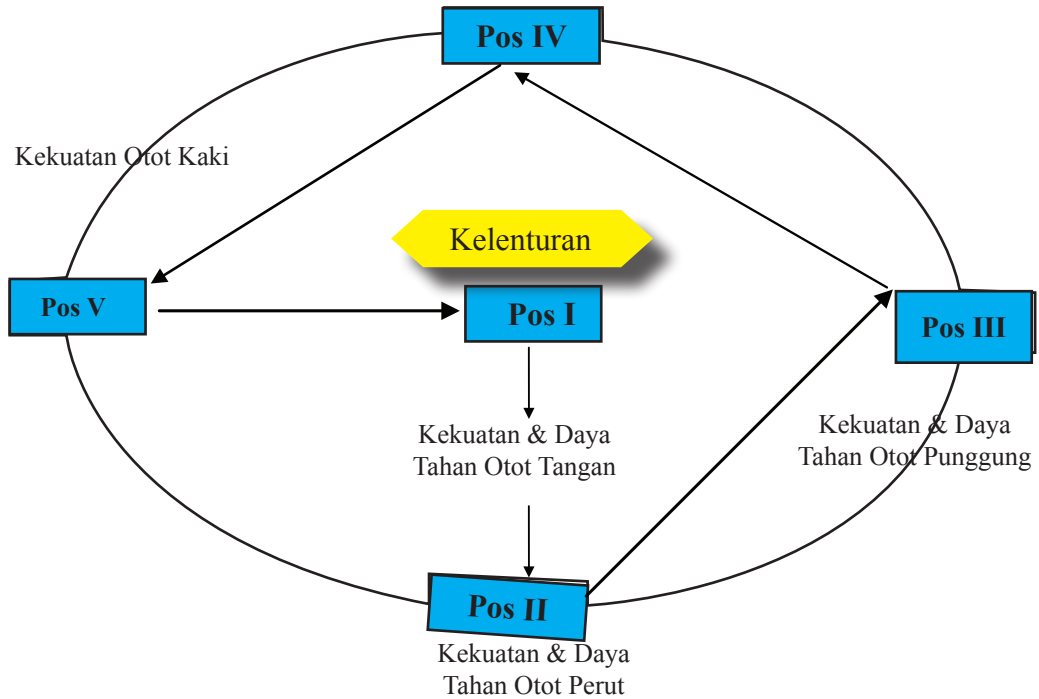 Pos IV
Kekuatan Otot Kaki
Kelenturan
Pos V
Pos I
Pos III
Kekuatan & Daya
Tahan Otot Tangan
Kekuatan & Daya
Tahan Otot Punggung
Pos II
Kekuatan & Daya
Tahan Otot Perut